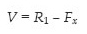 V = R₁ − Fₓ